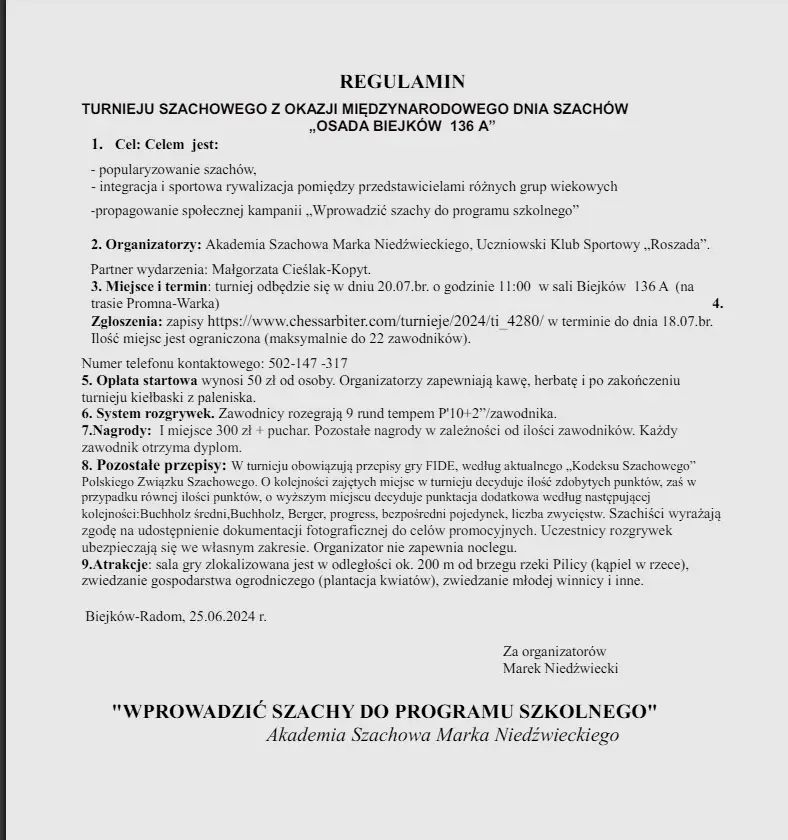 REGULAMIN
TURNIEJU SZACHOWEGO Z OKAZJI MIĘDZYNARODOWEGO DNIA SZACHÓW
„OSADA BIEJKÓW 136 A”
1. Cel: Celem jest:
- popularyzowanie szachów,
- integracja i sportowa rywalizacja pomiędzy przedstawicielami różnych grup wiekowych
-propagowanie społecznej kampanii „Wprowadzić szachy do programu szkolnego”
2. Organizatorzy: Akademia Szachowa Marka Niedźwieckiego, Uczniowski Klub Sportowy „Roszada”.
Partner wydarzenia: Małgorzata Cieślak-Kopyt.
3. Miejsce i termin: turniej odbędzie się w dniu 20.07.br. o godzinie 11:00 w sali Biejków 136 A (na
trasie Promna-Warka) 4.
Zgłoszenia: zapisy https://www.chessarbiter.com/turnieje/2024/ti_4280/ w terminie do dnia 18.07.br.
Ilość miejsc jest ograniczona (maksymalnie do 22 zawodników).
Numer telefonu kontaktowego: 502-147 -317
5. Opłata startowa wynosi 50 zł od osoby. Organizatorzy zapewniają kawę, herbatę i po zakończeniu
turnieju kiełbaski z paleniska.
6. System rozgrywek. Zawodnicy rozegrają 9 rund tempem P'10+2”/zawodnika.
7.Nagrody: I miejsce 300 zł + puchar. Pozostałe nagrody w zależności od ilości zawodników. Każdy
zawodnik otrzyma dyplom.
8. Pozostałe przepisy: W turnieju obowiązują przepisy gry FIDE, według aktualnego „Kodeksu Szachowego”
Polskiego Związku Szachowego. O kolejności zajętych miejsc w turnieju decyduje ilość zdobytych punktów, zaś w
przypadku równej ilości punktów, o wyższym miejscu decyduje punktacja dodatkowa według następującej
kolejności:Buchholz średni,Buchholz, Berger, progress, bezpośredni pojedynek, liczba zwycięstw. Szachiści wyrażają
zgodę na udostępnienie dokumentacji fotograficznej do celów promocyjnych. Uczestnicy rozgrywek
ubezpieczają się we własnym zakresie. Organizator nie zapewnia noclegu.
9.Atrakcje: sala gry zlokalizowana jest w odległości ok. 200 m od brzegu rzeki Pilicy (kąpiel w rzece),
zwiedzanie gospodarstwa ogrodniczego (plantacja kwiatów), zwiedzanie młodej winnicy i inne.
Biejków-Radom, 25.06.2024 r.
Za organizatorów
Marek Niedźwiecki
"WPROWADZIĆ SZACHY DO PROGRAMU SZKOLNEGO"
Akademia Szachowa Marka Niedźwieckiego